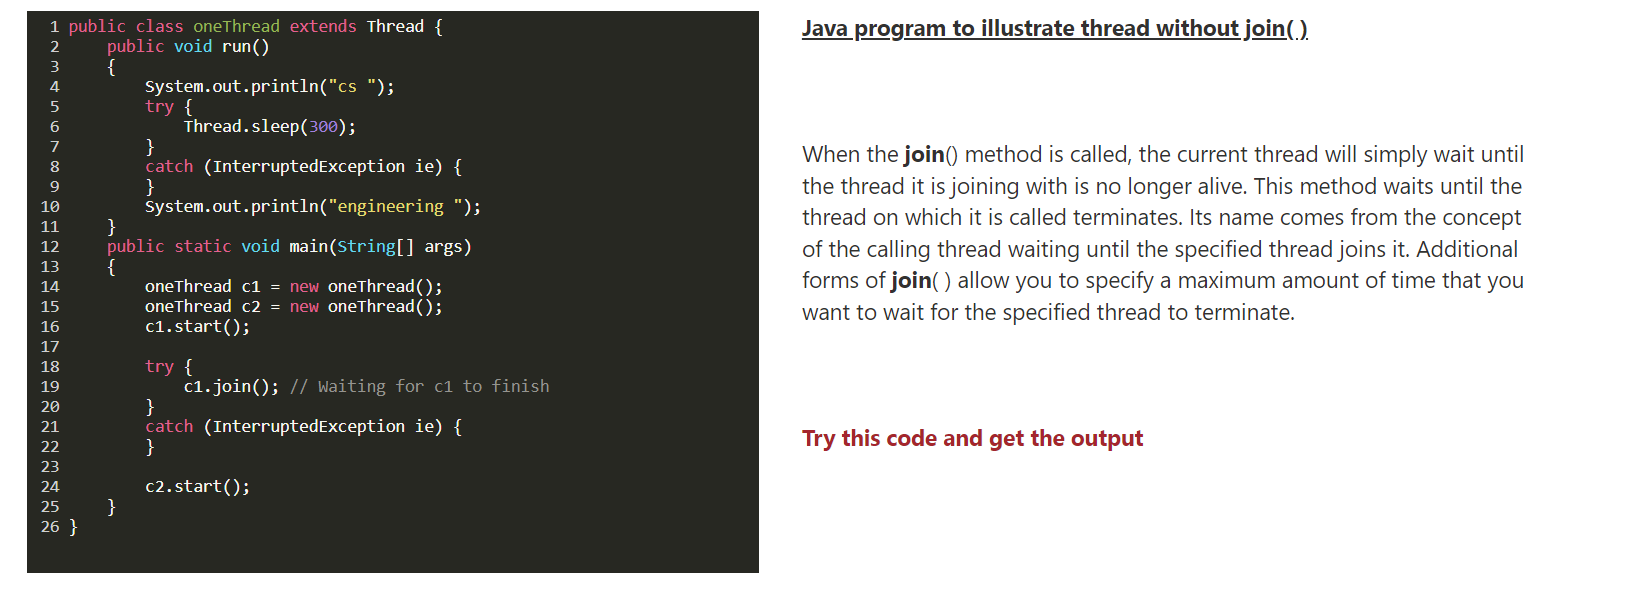 1 public class oneThread extends Thread {
2     public void run()
3     {
4         System.out.println("cs ");
5         try {
6             Thread.sleep(300);
7         }
8         catch (InterruptedException ie) {
9         }
10         System.out.println("engineering ");
11     }
12     public static void main(String[] args)
13     {
14         oneThread c1 = new oneThread();
15         oneThread c2 = new oneThread();
16         c1.start();
17
18         try {
19             c1.join(); // Waiting for c1 to finish
20         }
21         catch (InterruptedException ie) {
22         }
23
24         c2.start();
25     }
26 }
Java program to illustrate thread without join( )
When the join() method is called, the current thread will simply wait until
the thread it is joining with is no longer alive. This method waits until the
thread on which it is called terminates. Its name comes from the concept
of the calling thread waiting until the specified thread joins it. Additional
forms of join( ) allow you to specify a maximum amount of time that you
want to wait for the specified thread to terminate.
Try this code and get the output